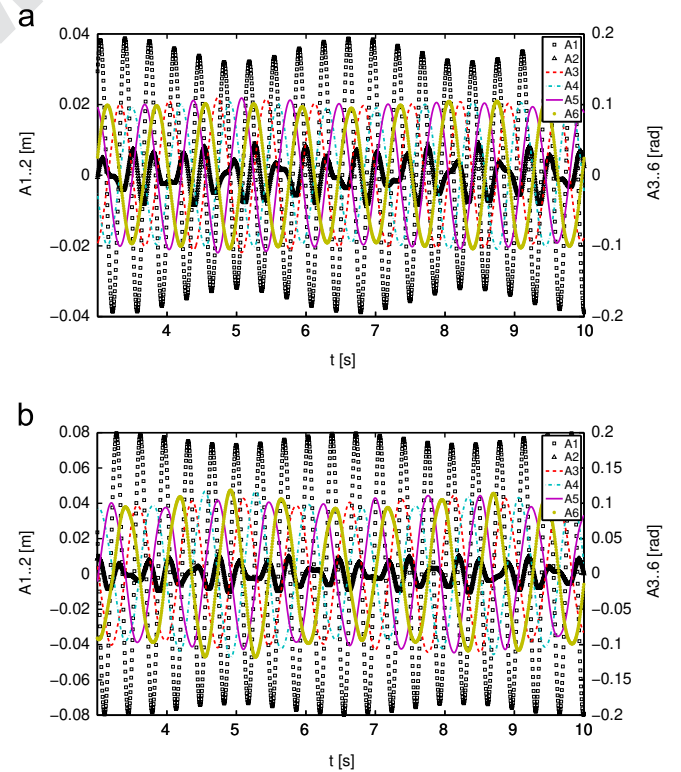 a
0.04
0.02
0
−0.02
−0.04
A1..2 [m]
0.2
0.1
0
−0.1
−0.2
A3..6 [rad]
A1
A2
A3
A4
A5
A6
4 5 6 7 8 9 10
t [s]
b
0.08
0.06
0.04
0.02
0
−0.02
−0.04
−0.06
−0.08
A1..2 [m]
0.2
0.15
0.1
0.05
0
−0.05
−0.1
−0.15
−0.2
A3..6 [rad]
A1
A2
A3
A4
A5
A6
4 5 6 7 8 9 10
t [s]